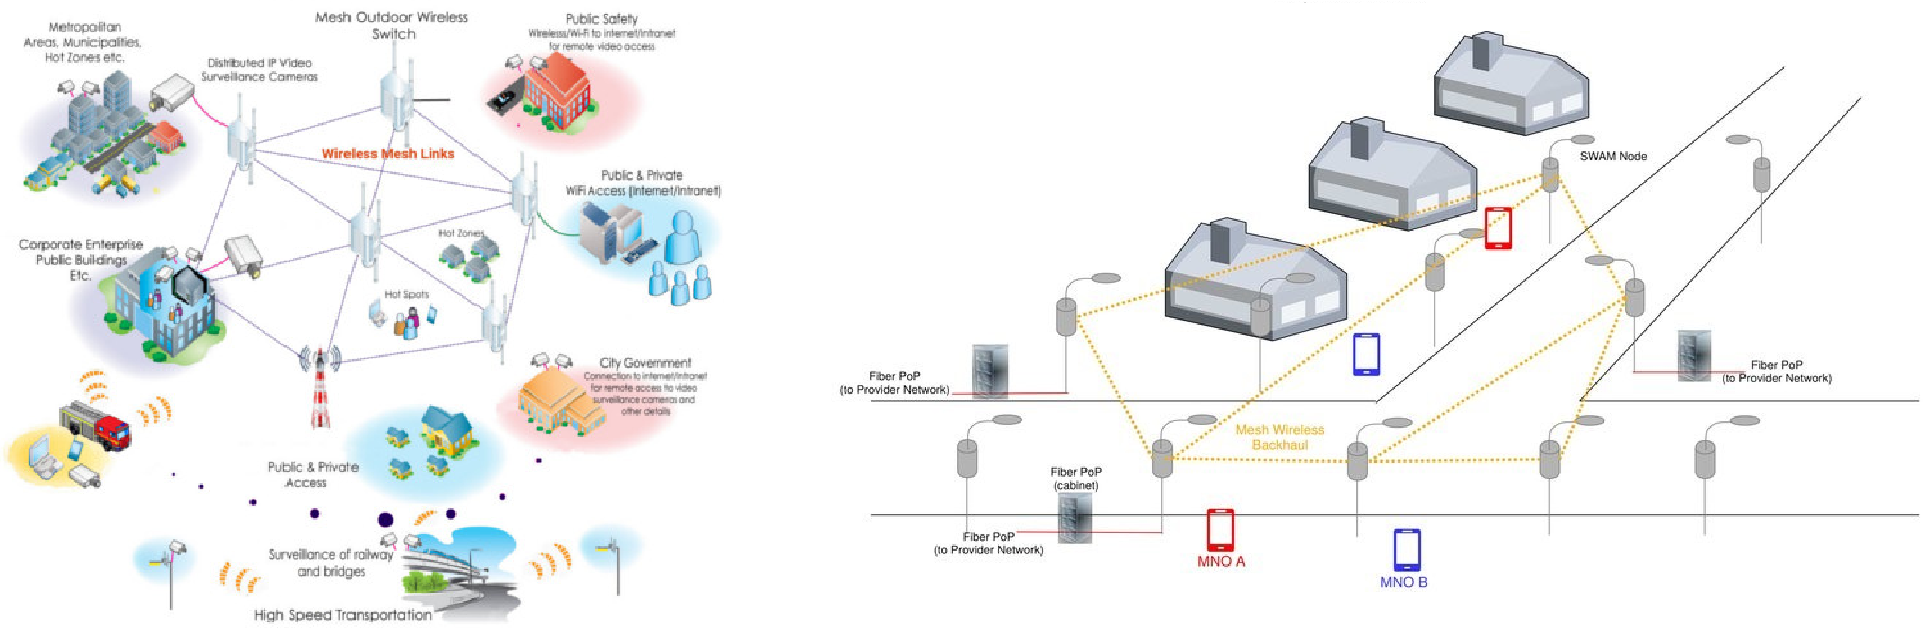 Metropolitan
Areas, Municipalities,
Hot Zones etc.
Distributed IP Video
Surveillance Cameras
Mesh Outdoor Wireless
Switch
Public Safety
Wireless/Wi-Fi to internet/intranet
for remote video access
Wireless Mesh Links
Public & Private
WiFi Access (Internet/Intranet)
Corporate Enterprise
Public Buildings
Etc.
Hot Zones
Hot Spots
City Government
Connection to internet/intranet
for remote access to video
surveillance cameras and
other details
Public & Private
Access
Surveillance of railway
and bridges
High Speed Transportation
SWAM Node
Fiber PoP
(to Provider Network)
Fiber PoP
(to Provider Network)
Mesh Wireless
Backhaul
Fiber PoP
(cabinet)
Fiber PoP
(to Provider Network)
MNO A
MNO B